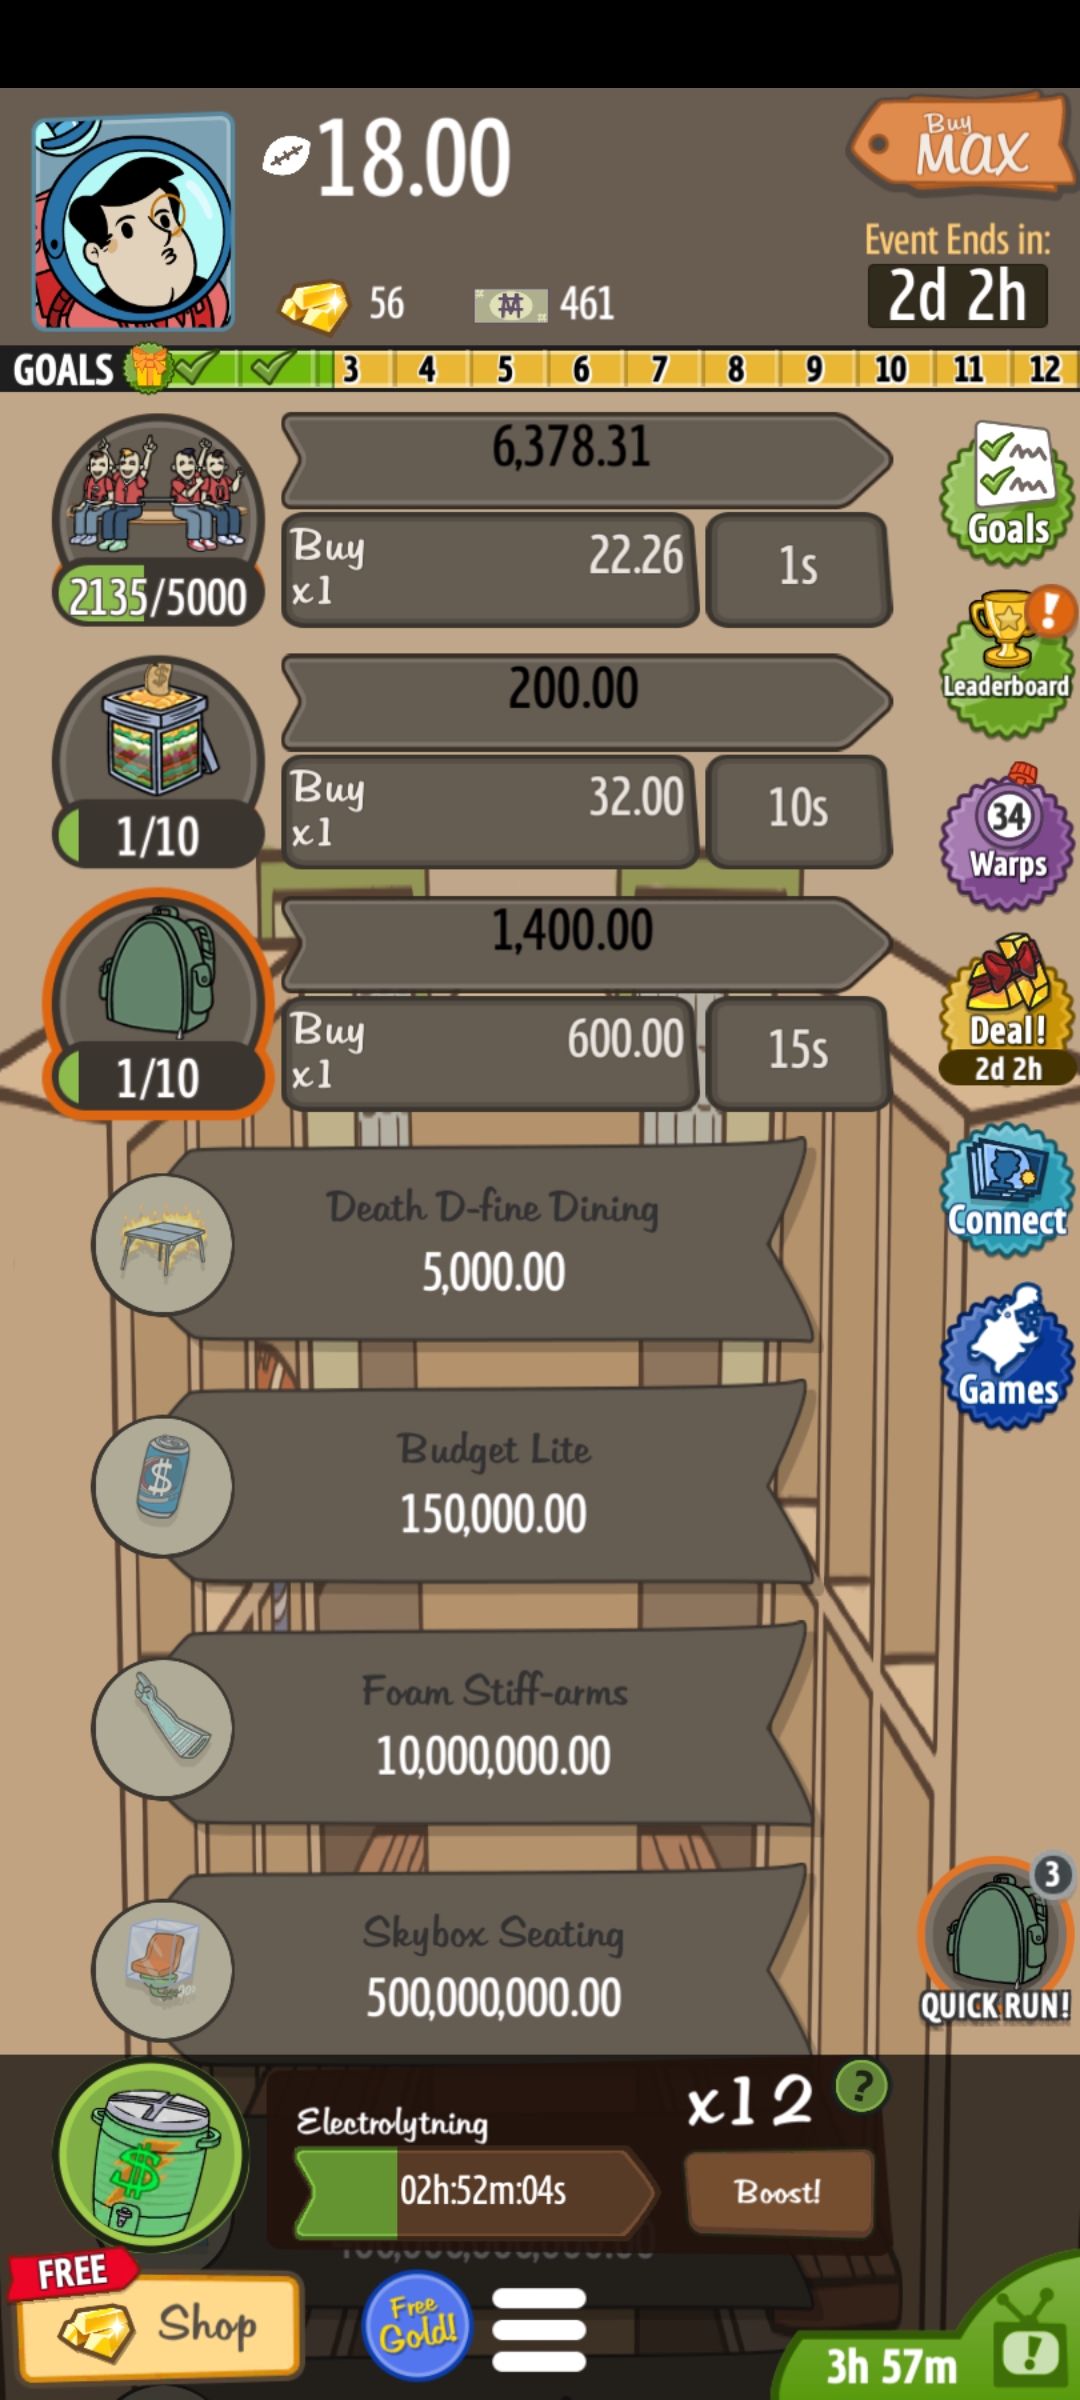 18.00
Buy
MAX
Event Ends in:
2d 2h
56
461
GOALS 3 4 5 6 7 8 9 10 11 12
6,378.31
Buy
x1
22.26
1s
2135/5000
Goals
200.00
Buy
x1
32.00
10s
1/10
!
Leaderboard
34
Warps
1,400.00
Buy
x1
600.00
15s
1/10
Deal!
2d 2h
Death D-fine Dining
5,000.00
Connect
Budget Lite
150,000.00
Games
Foam Stiff-arms
10,000,000.00
Skybox Seating
500,000,000.00
3
QUICK RUN!
Electrolytning
x12
?
02h:52m:04s
Boost!
FREE
Shop
Free
Gold!
3h 57m
!